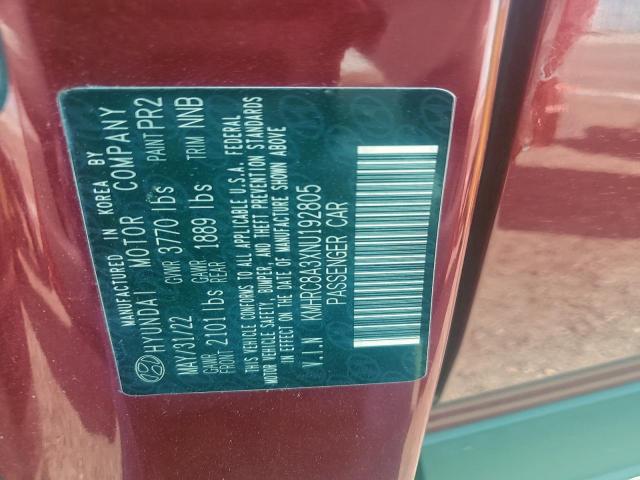 MANUFACTURED IN KOREA BY
HYUNDAI MOTOR COMPANY
MAY/31/22 GVWR 3770 lbs PAINT PR2
GAWR FRONT 2101 lbs GAWR REAR 1889 lbs TRIM NNB
THIS VEHICLE CONFORMS TO ALL APPLICABLE U.S.A. FEDERAL
MOTOR VEHICLE SAFETY, BUMPER, AND THEFT PREVENTION STANDARDS
IN EFFECT ON THE DATE OF MANUFACTURE SHOWN ABOVE
V.I.N KMHRC8A3XNU192805
PASSENGER CAR